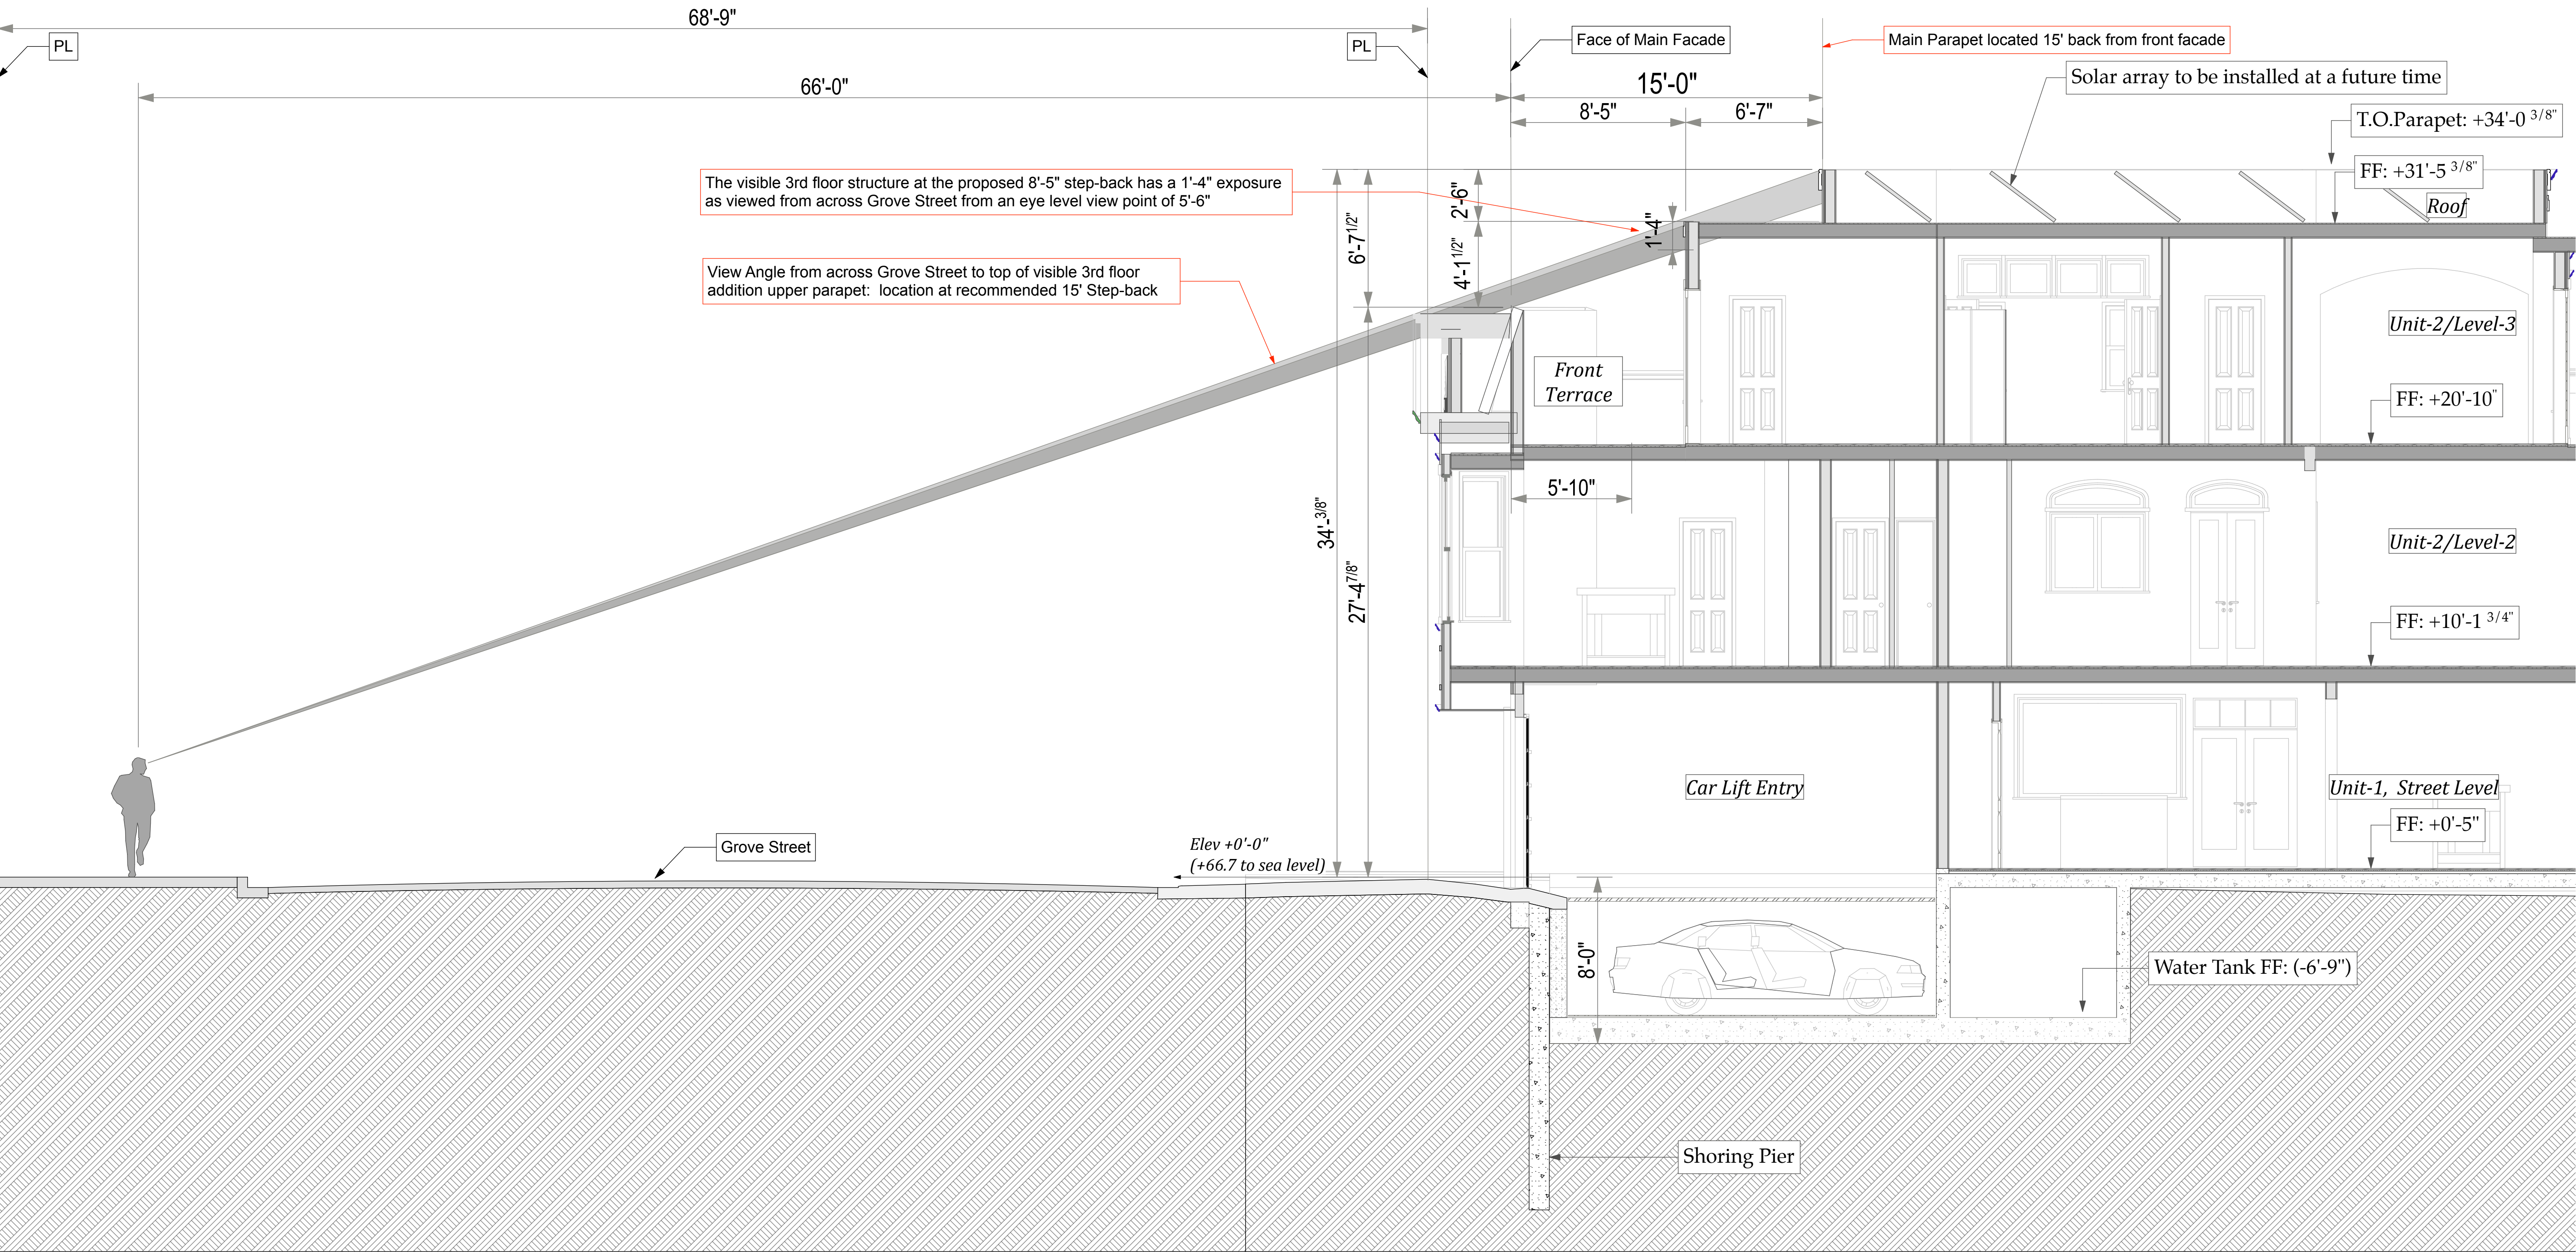 68'-9"
PL
PL
Face of Main Facade
Main Parapet located 15' back from front facade
66'-0"
15'-0"
Solar array to be installed at a future time
8'-5"
6'-7"
T.O.Parapet: +34'-0 3/8"
FF: +31'-5 3/8"
Roof
The visible 3rd floor structure at the proposed 8'-5" step-back has a 1'-4" exposure
as viewed from across Grove Street from an eye level view point of 5'-6"
2'-6"
6'-7 1/2"
1'-4"
4'-1 1/2"
View Angle from across Grove Street to top of visible 3rd floor
addition upper parapet: location at recommended 15' Step-back
Unit-2/Level-3
Front
Terrace
FF: +20'-10"
5'-10"
34'-3/8"
27'-4 7/8"
Unit-2/Level-2
FF: +10'-1 3/4"
Car Lift Entry
Unit-1, Street Level
FF: +0'-5"
Grove Street
Elev +0'-0"
(+66.7 to sea level)
8'-0"
Water Tank FF: (-6'-9")
Shoring Pier